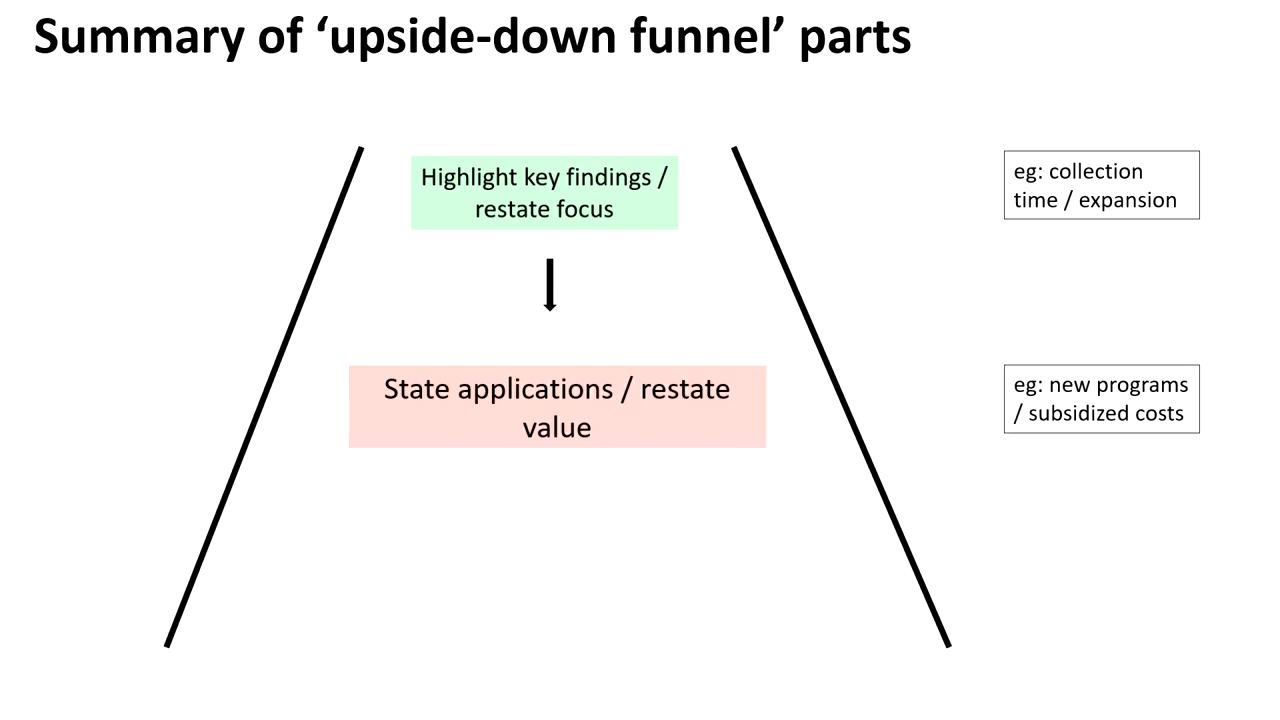 Summary of ‘upside-down funnel’ parts
Highlight key findings /
restate focus
eg: collection
time / expansion
State applications / restate
value
eg: new programs
/ subsidized costs